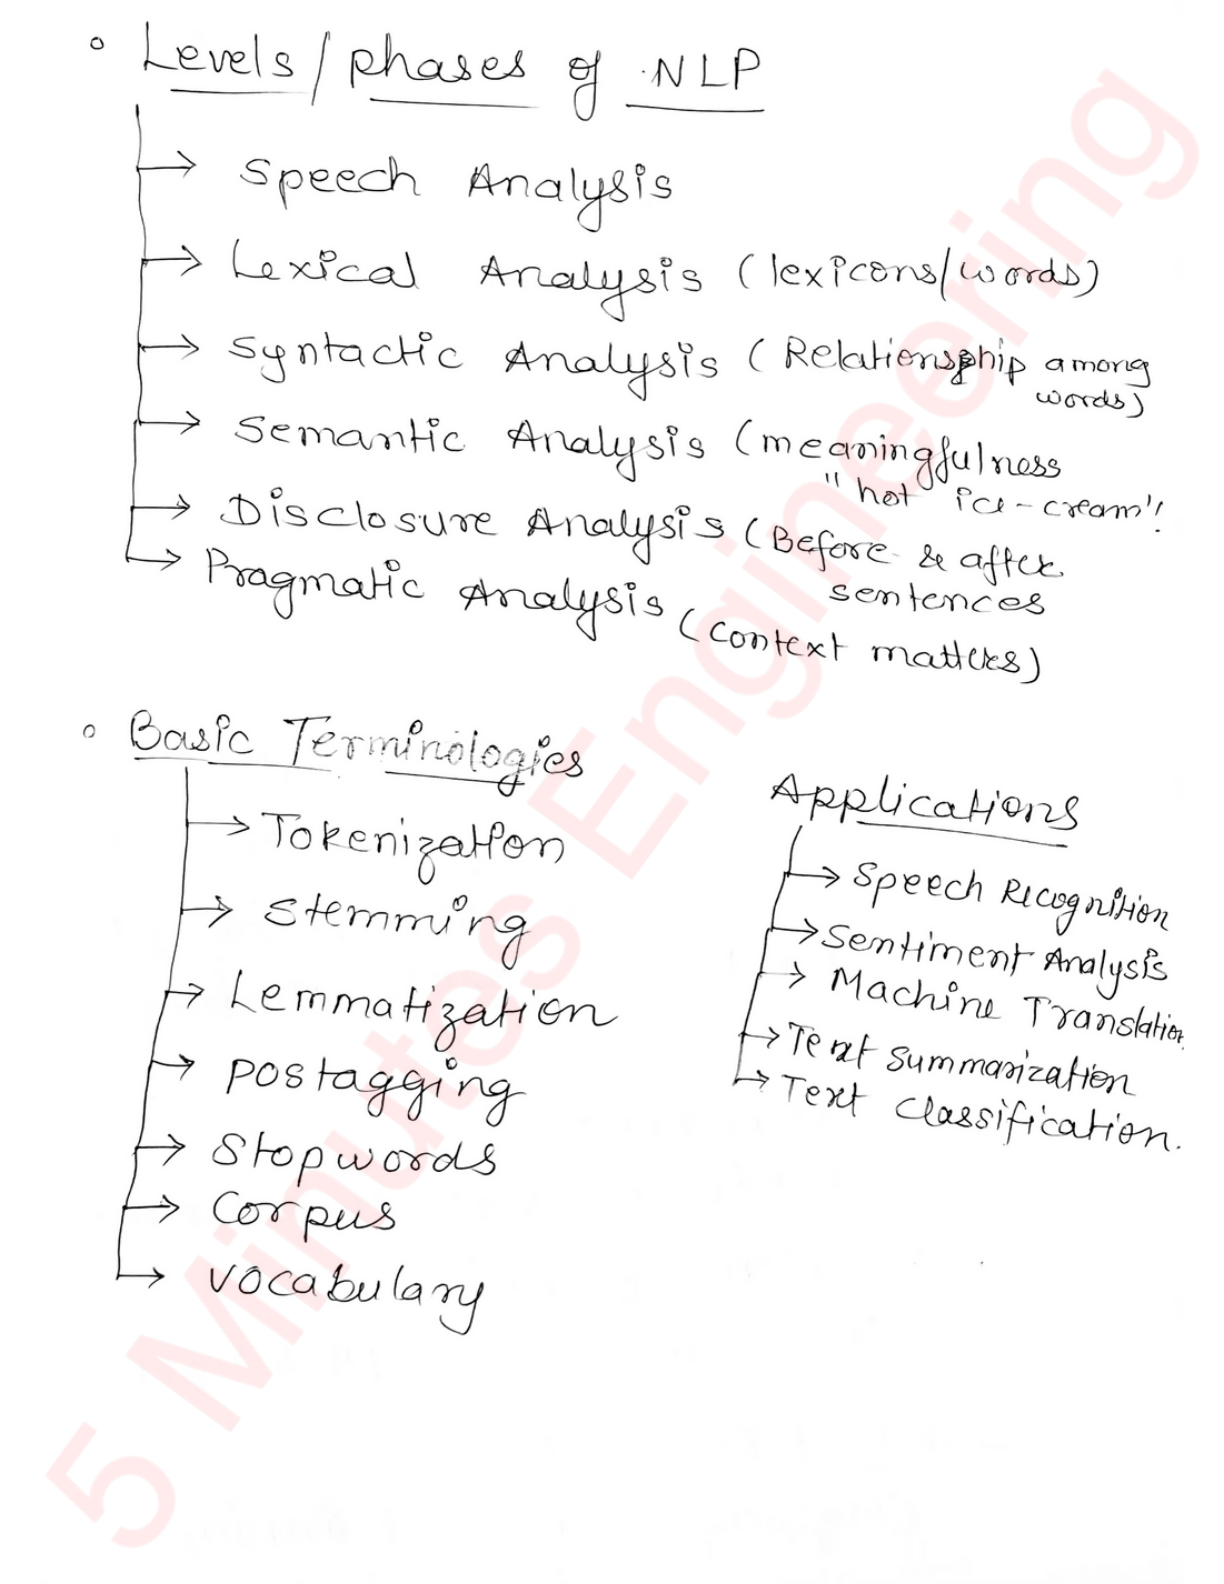 Levels/phases of NLP
Speech Analysis
Lexical Analysis (lexicons/words)
Syntactic Analysis (Relationship among
words)
Semantic Analysis (meaningfulness
"hot ice-cream"!
Disclosure Analysis (Before & after
sentences
Pragmatic Analysis (context matters)
Basic Terminologies
Tokenization
Stemming
Lemmatization
Postagging
Stopwords
Corpus
vocabulary
Applications
Speech Recognition
Sentiment Analysis
Machine Translation
Text Summarization
Text Classification.
5 Minutes Engineering